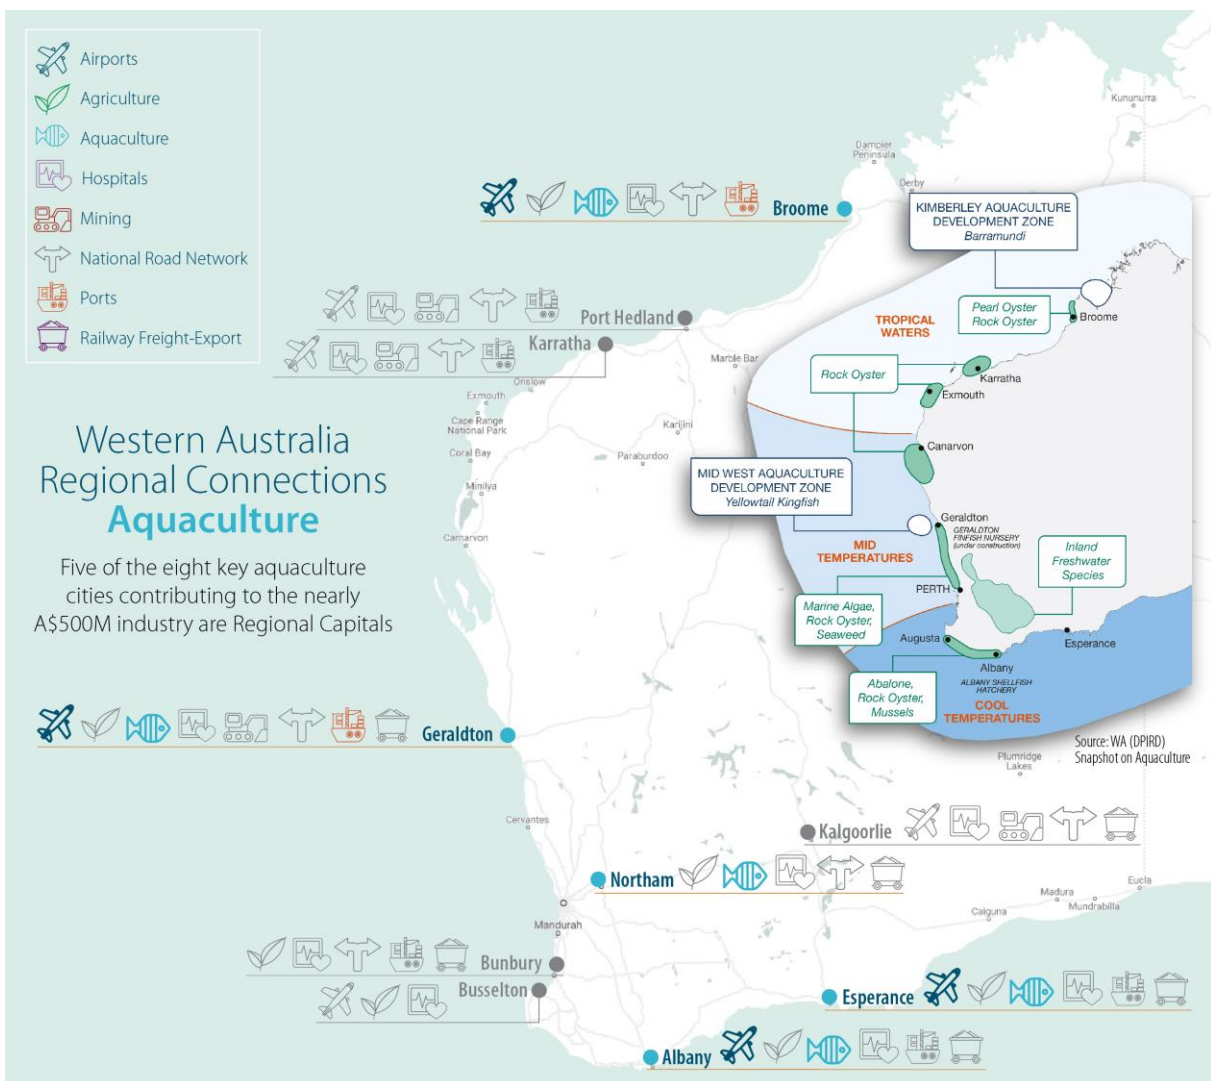 Airports
Agriculture
Aquaculture
Hospitals
Mining
National Road Network
Ports
Railway Freight-Export
Western Australia
Regional Connections
Aquaculture
Five of the eight key aquaculture
cities contributing to the nearly
A$500M industry are Regional Capitals
Kununurra
Dampier
Peninsula
Derby
Broome
Port Hedland
Karratha
Marble Bar
Onslow
Exmouth
Cape Range
National Park
Karijini
Coral Bay
Paraburdoo
Minilya
Carnarvon
KIMBERLEY AQUACULTURE
DEVELOPMENT ZONE
Barramundi
TROPICAL
WATERS
Pearl Oyster
Rock Oyster
Broome
Rock Oyster
Karratha
Exmouth
Canarvon
MID WEST AQUACULTURE
DEVELOPMENT ZONE
Yellowtail Kingfish
Geraldton
GERALDTON
FINFISH NURSERY
(under construction)
MID
TEMPERATURES
Inland
Freshwater
Species
PERTH
Marine Algae,
Rock Oyster,
Seaweed
Augusta
Esperance
Albany
ALBANY SHELLFISH
HATCHERY
Abalone,
Rock Oyster,
Mussels
COOL
TEMPERATURES
Source: WA (DPIRD)
Snapshot on Aquaculture
Plumridge
Lakes
Geraldton
Cervantes
Kalgoorlie
Northam
Eucla
Madura
Mundrabilla
Caiguna
Mandurah
Bunbury
Busselton
Esperance
Albany